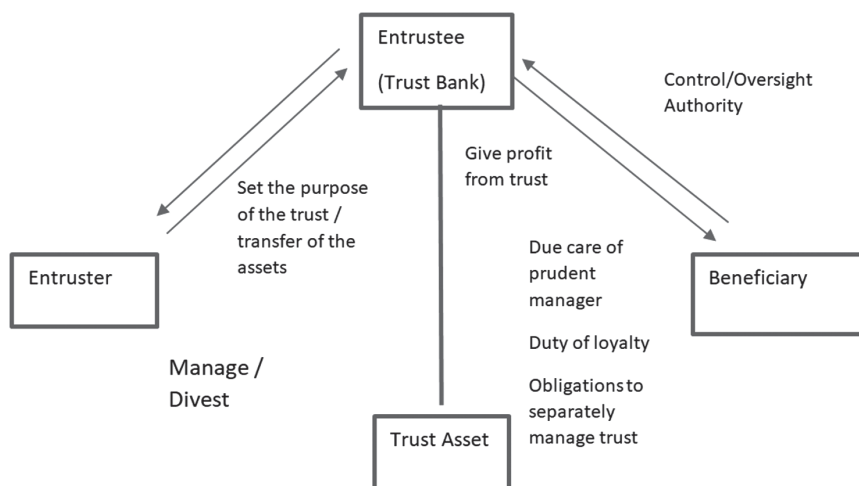 Entrustee
(Trust Bank)
Control/Oversight
Authority
Give profit
from trust
Set the purpose
of the trust /
transfer of the
assets
Entruster
Due care of
prudent
manager
Beneficiary
Duty of loyalty
Manage /
Divest
Obligations to
separately
manage trust
Trust Asset